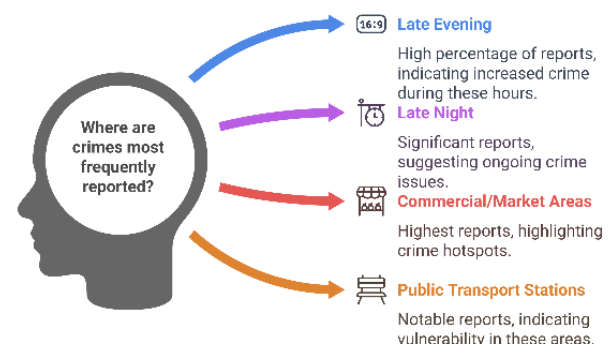 Where are
crimes most
frequently
reported?
16:9
Late Evening
High percentage of reports,
indicating increased crime
during these hours.
Late Night
Significant reports,
suggesting ongoing crime
issues.
Commercial/Market Areas
Highest reports, highlighting
crime hotspots.
Public Transport Stations
Notable reports, indicating
vulnerability in these areas.